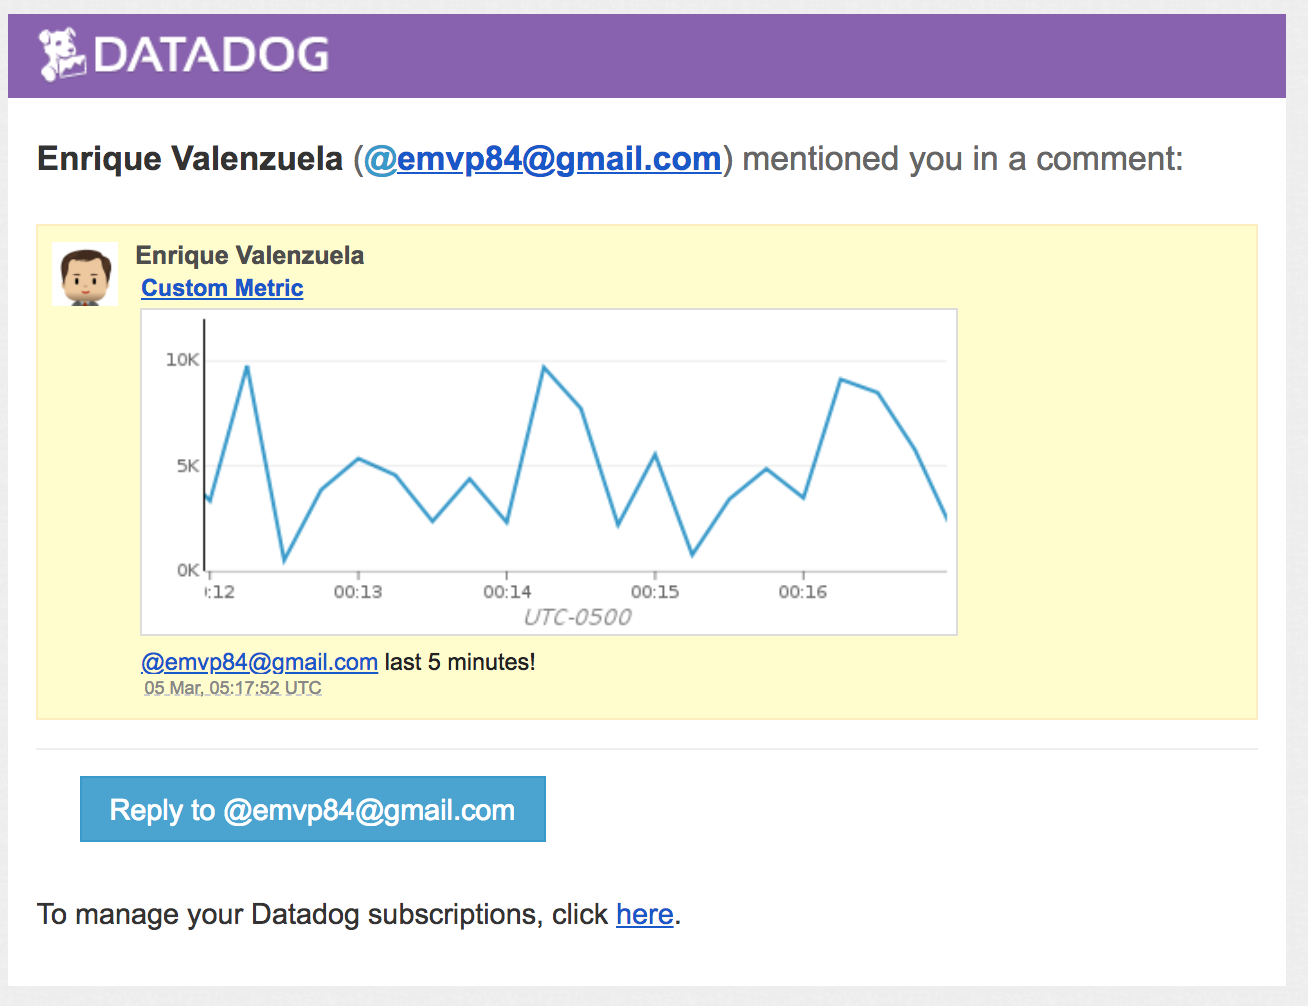 DATADOG
Enrique Valenzuela (@emvp84@gmail.com) mentioned you in a comment:
Enrique Valenzuela
Custom Metric
10K
5K
0K
:12 00:13 00:14 00:15 00:16
UTC-0500
@emvp84@gmail.com last 5 minutes!
05 Mar, 05:17:52 UTC
Reply to @emvp84@gmail.com
To manage your Datadog subscriptions, click here.